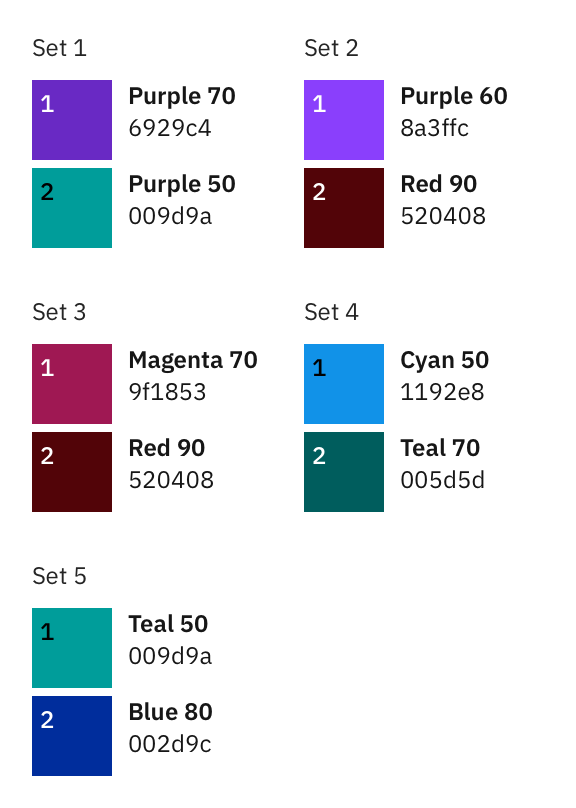 Set 1
1
Purple 70
6929c4
2
Purple 50
009d9a
Set 2
1
Purple 60
8a3ffc
2
Red 90
520408
Set 3
1
Magenta 70
9f1853
2
Red 90
520408
Set 4
1
Cyan 50
1192e8
2
Teal 70
005d5d
Set 5
1
Teal 50
009d9a
2
Blue 80
002d9c